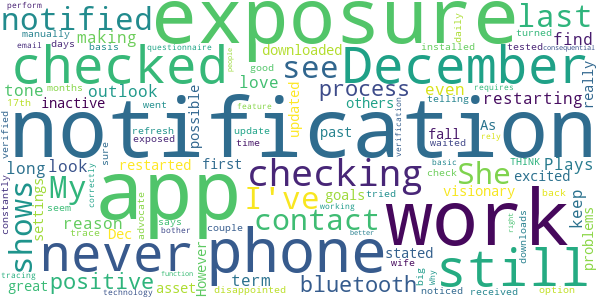 perform
notified
exposure
last
email
days
manually
turned
basis
questionnaire
people
making
downloaded
installed
tested
consequential
daily
find
checked
see
December
tone
outlook
good
months
love
process
even
restarting
inactive
possible
updated
others
telling
requires
really
17th
feature
notification
verified
refresh
exposed
went
update
time
verification
past
try
fall
waited
As
rely
long
look
restarted
first
sure
basic
check
THINK
Plays
excited
constantly
settings
My
app
I've
checking
She
visionary
shows
reason
Dec
advocate
says
bother
goals
tried
correctly
back
keep
seem
trace
couple
contact
stated
wife
problems
never
phone
work
However
term
bluetooth
big
Why
right
downloads
tracing
great
positive
asset
disappointed
working
better
noticed
received
option
technology
function
still